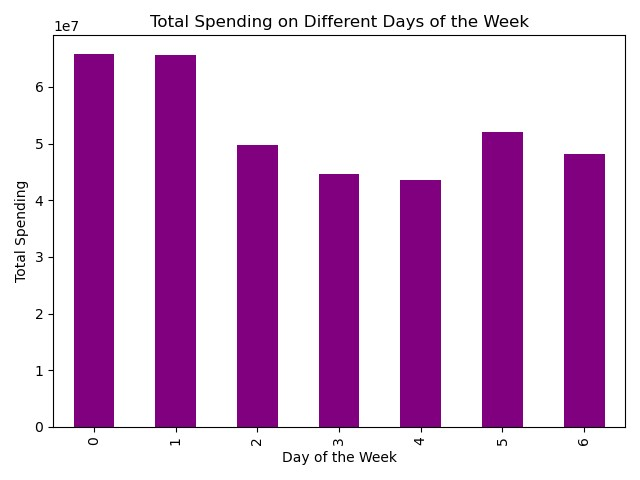 Total Spending on Different Days of the Week
1e7
6
5
4
3
2
1
0
Total Spending
0 1 2 3 4 5 6
Day of the Week